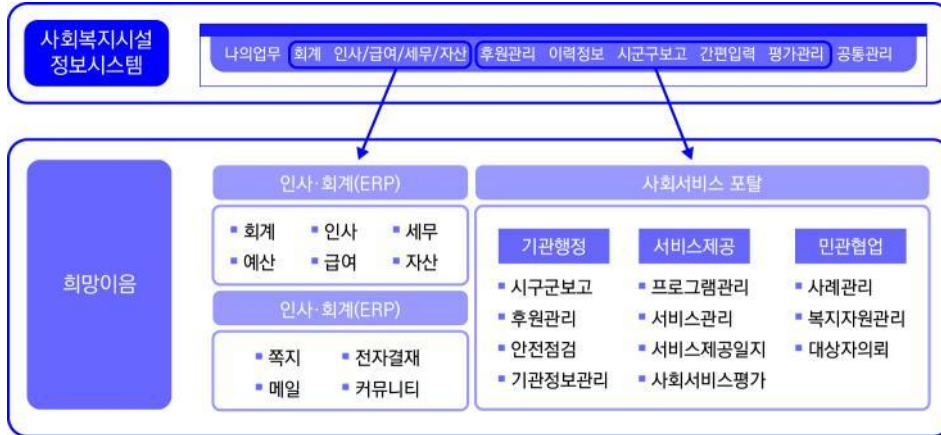 사회복지시설
정보시스템
나의업무 회계 인사/급여/세무/자산 후원관리 이력정보 시군구보고 간편입력 평가관리 공통관리
희망이음
인사·회계(ERP)
▪ 회계 ▪ 인사 ▪ 세무
▪ 예산 ▪ 급여 ▪ 자산
인사·회계(ERP)
▪ 쪽지 ▪ 전자결재
▪ 메일 ▪ 커뮤니티
사회서비스 포탈
기관행정
▪ 시구군보고
▪ 후원관리
▪ 안전점검
▪ 기관정보관리
서비스제공
▪ 프로그램관리
▪ 서비스관리
▪ 서비스제공일지
▪ 사회서비스평가
민관협업
▪ 사례관리
▪ 복지자원관리
▪ 대상자의뢰